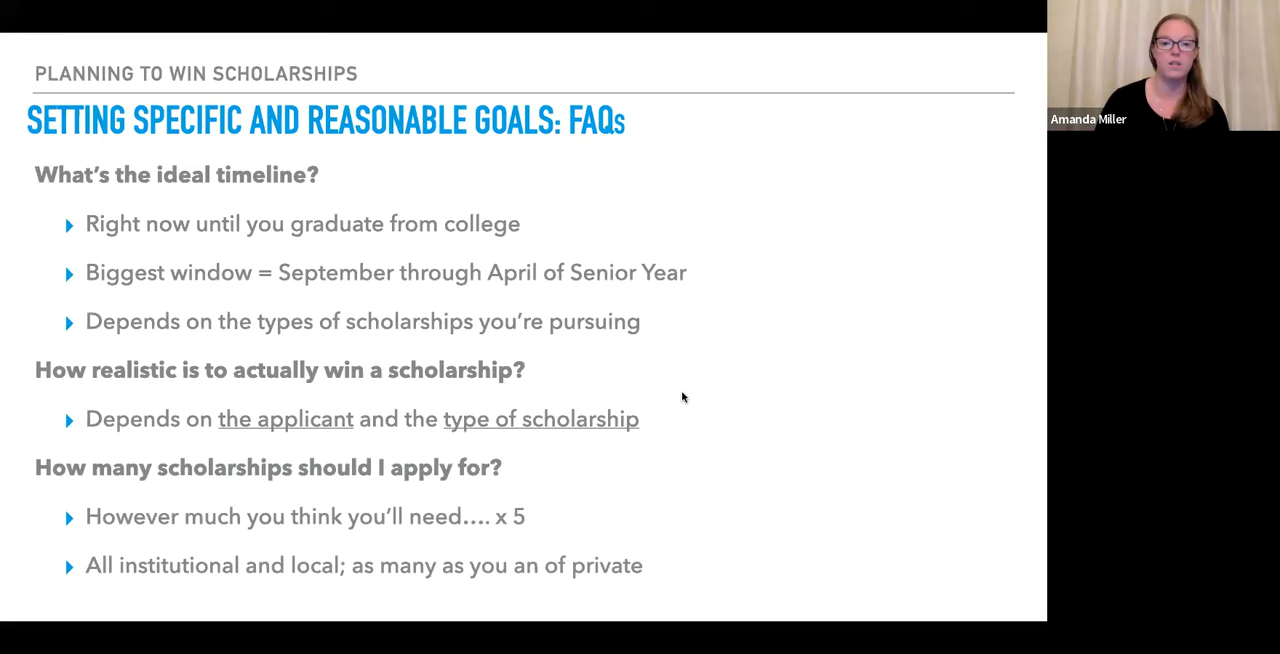 PLANNING TO WIN SCHOLARSHIPS
SETTING SPECIFIC AND REASONABLE GOALS: FAQs
What's the ideal timeline?
Right now until you graduate from college
Biggest window = September through April of Senior Year
Depends on the types of scholarships you're pursuing
How realistic is to actually win a scholarship?
Depends on the applicant and the type of scholarship
How many scholarships should I apply for?
However much you think you'll need…. x 5
All institutional and local; as many as you an of private
Amanda Miller